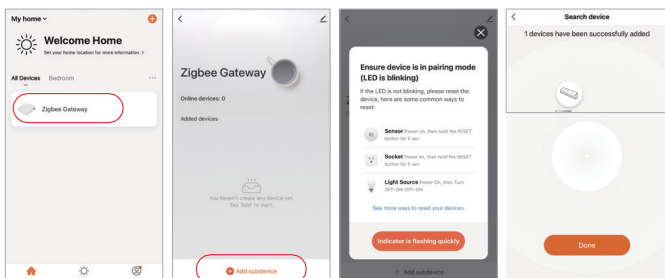 My home
Welcome Home
Set your home location for more information >
All Devices Bedroom
Zigbee Gateway
Zigbee Gateway
Online devices: 0
Added devices
You haven't create any device yet.
Tap 'Add' to start.
Add subdevice
Ensure device is in pairing mode
(LED is blinking)
If the LED is not blinking, please reset the
device, here are some common ways to
reset:
Sensor Power on, then hold the RESET
button for 5 sec
Socket Power on, then hold the RESET
button for 5 sec
Light Source Power On, then Turn
OFF-ON-OFF-ON
See more ways to reset your device>
Indicator is flashing quickly
+ Add subdevice
Search device
1 devices have been successfully added
Done